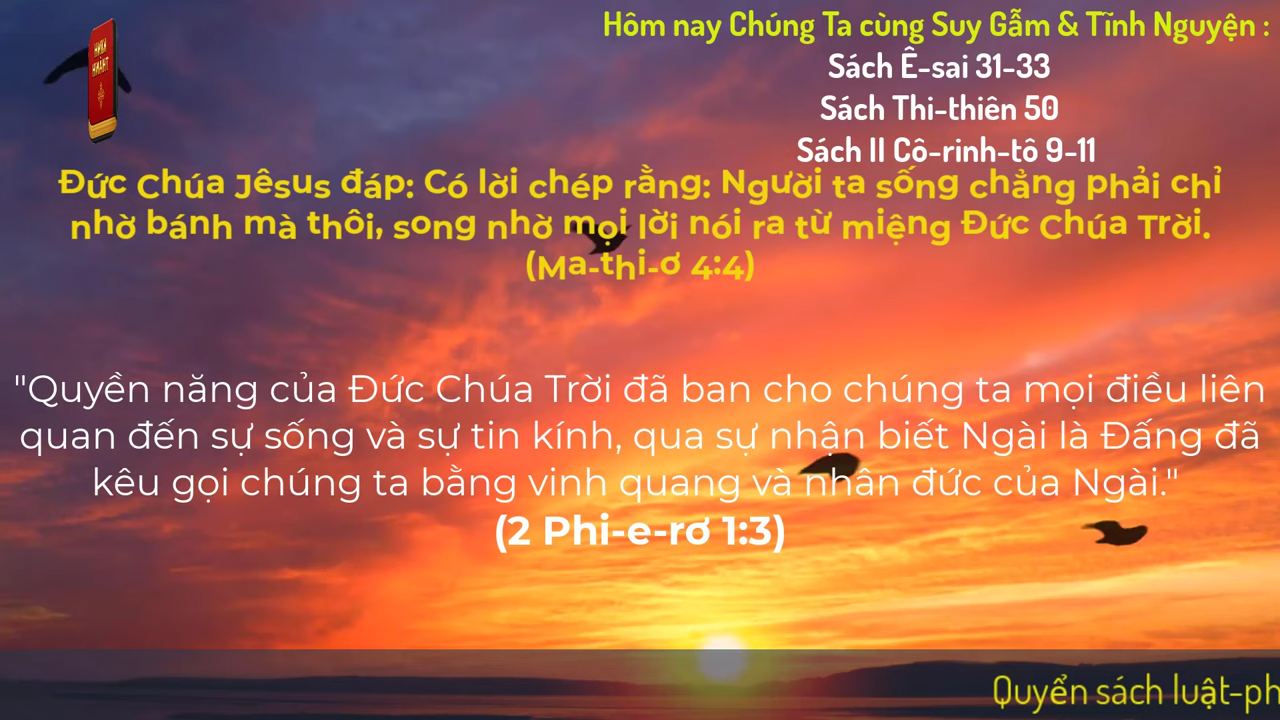 Hôm nay Chúng Ta cùng Suy Gẫm & Tĩnh Nguyện :
Sách Ê-sai 31-33
Sách Thi-thiên 50
Sách II Cô-rinh-tô 9-11
Đức Chúa Jêsus đáp: Có lời chép rằng: Người ta sống chẳng phải chỉ
nhờ bánh mà thôi, song nhờ mọi lời nói ra từ miệng Đức Chúa Trời.
(Ma-thi-ơ 4:4)
"Quyền năng của Đức Chúa Trời đã ban cho chúng ta mọi điều liên
quan đến sự sống và sự tin kính, qua sự nhận biết Ngài là Đấng đã
kêu gọi chúng ta bằng vinh quang và nhân đức của Ngài."
(2 Phi-e-rơ 1:3)
Quyển sách luật-ph